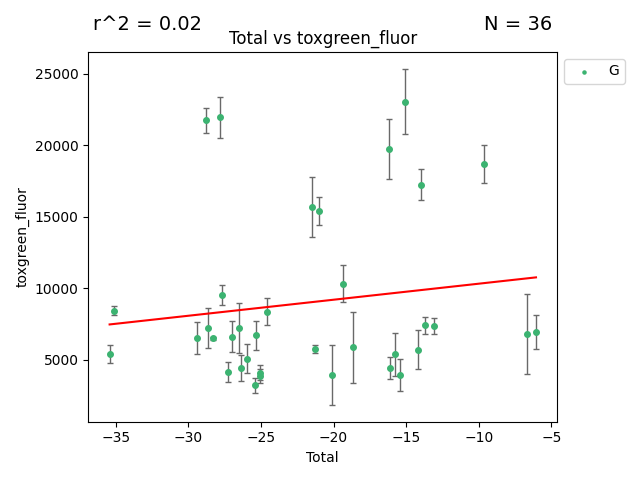 r^2 = 0.02
N = 36
Total vs toxgreen_fluor
G
25000
20000
15000
10000
5000
toxgreen_fluor
−35
−30
−25
−20
−15
−10
−5
Total